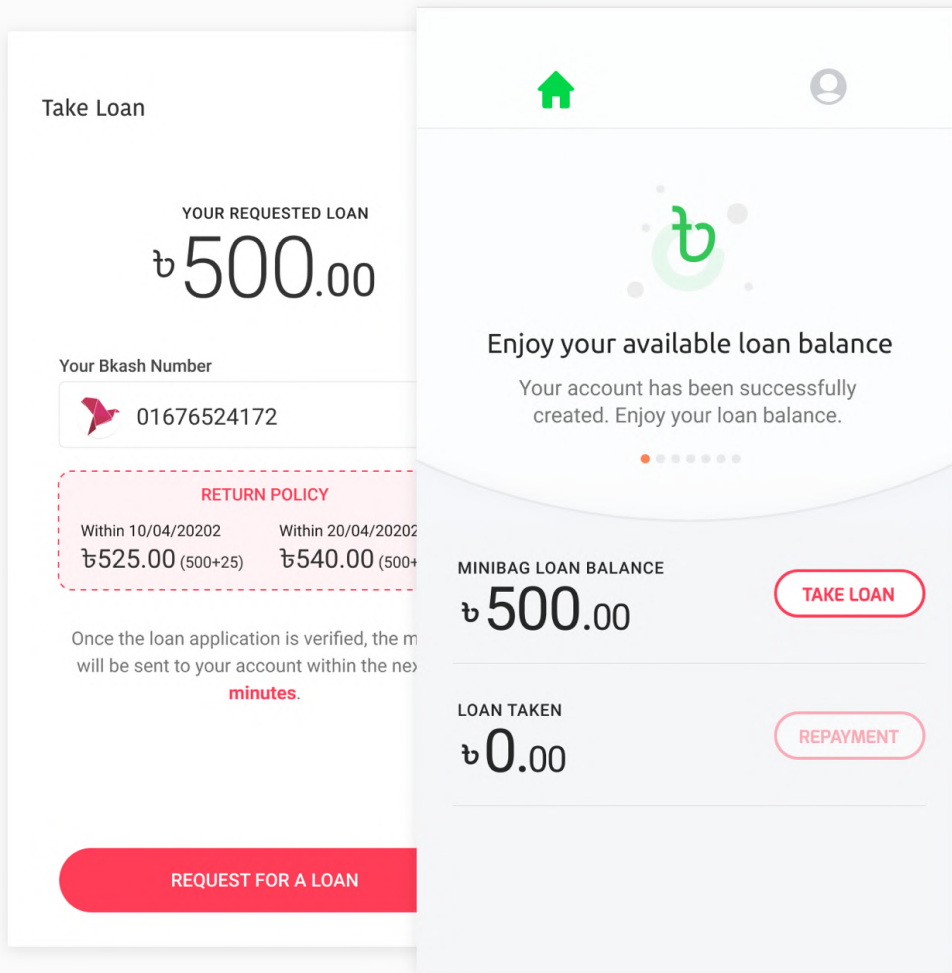 Take Loan
YOUR REQUESTED LOAN
৳500.00
Your Bkash Number
01676524172
RETURN POLICY
Within 10/04/20202 Within 20/04/20202
৳525.00 (500+25) ৳540.00 (500+
Once the loan application is verified, the
will be sent to your account within the
minutes.
REQUEST FOR A LOAN
৳
Enjoy your available loan balance
Your account has been successfully
created. Enjoy your loan balance.
MINIBAG LOAN BALANCE
৳500.00
TAKE LOAN
LOAN TAKEN
৳0.00
REPAYMENT